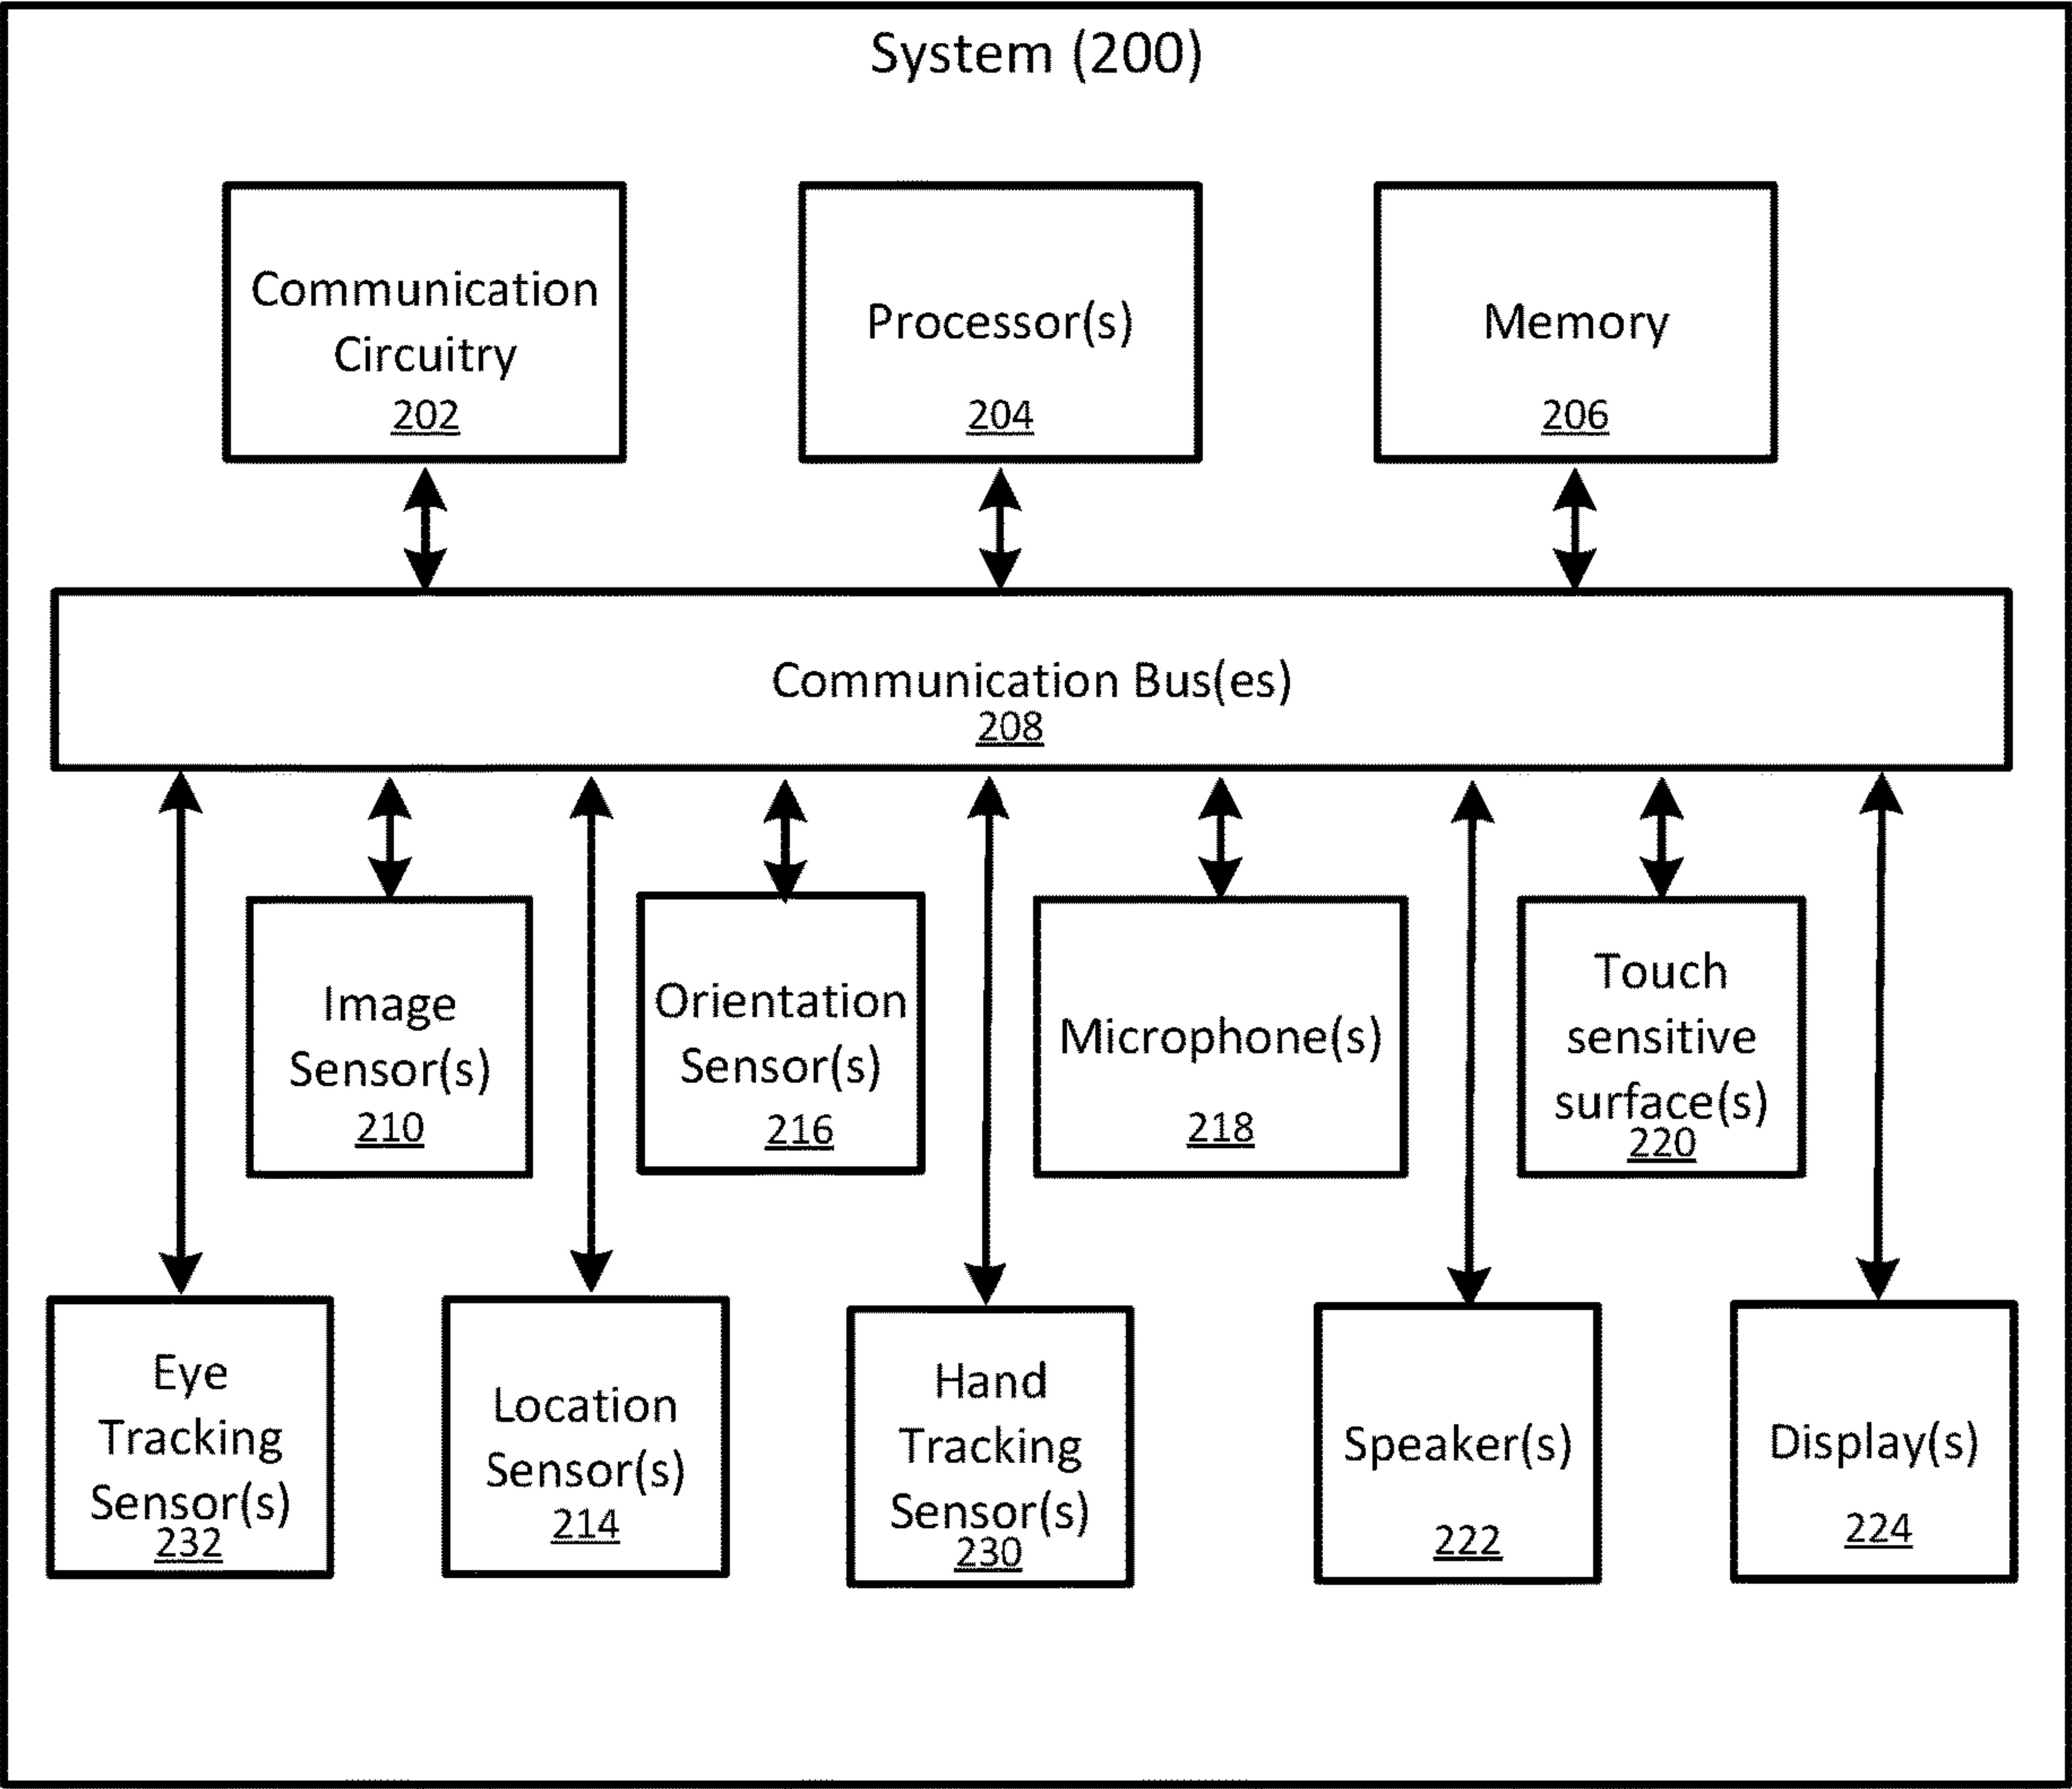 System (200)
Communication
Circuitry
202
Processor(s)
204
Memory
206
Communication Bus(es)
208
Image
Sensor(s)
210
Orientation
Sensor(s)
216
Microphone(s)
218
Touch
sensitive
surface(s)
220
Eye
Tracking
Sensor(s)
232
Location
Sensor(s)
214
Hand
Tracking
Sensor(s)
230
Speaker(s)
222
Display(s)
224